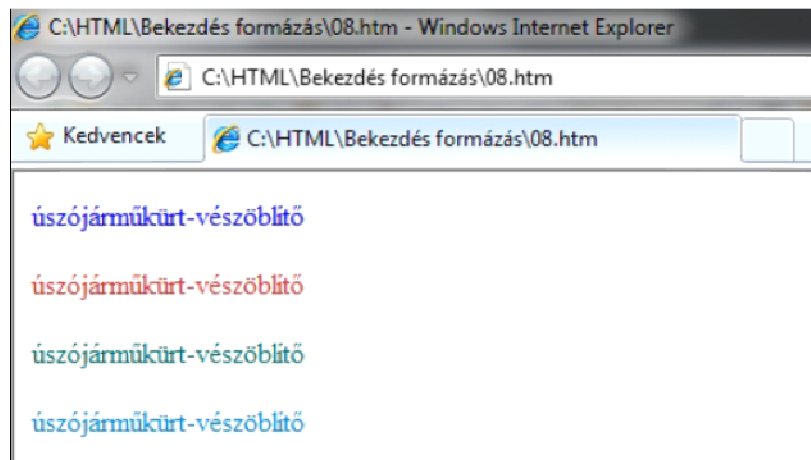 C:\HTML\Bekezdés formázás\08.htm - Windows Internet Explorer
C:\HTML\Bekezdés formázás\08.htm
Kedvencek
C:\HTML\Bekezdés formázás\08.htm
úszójárműkürt-vészöblítő
úszójárműkürt-vészöblítő
úszójárműkürt-vészöblítő
úszójárműkürt-vészöblítő